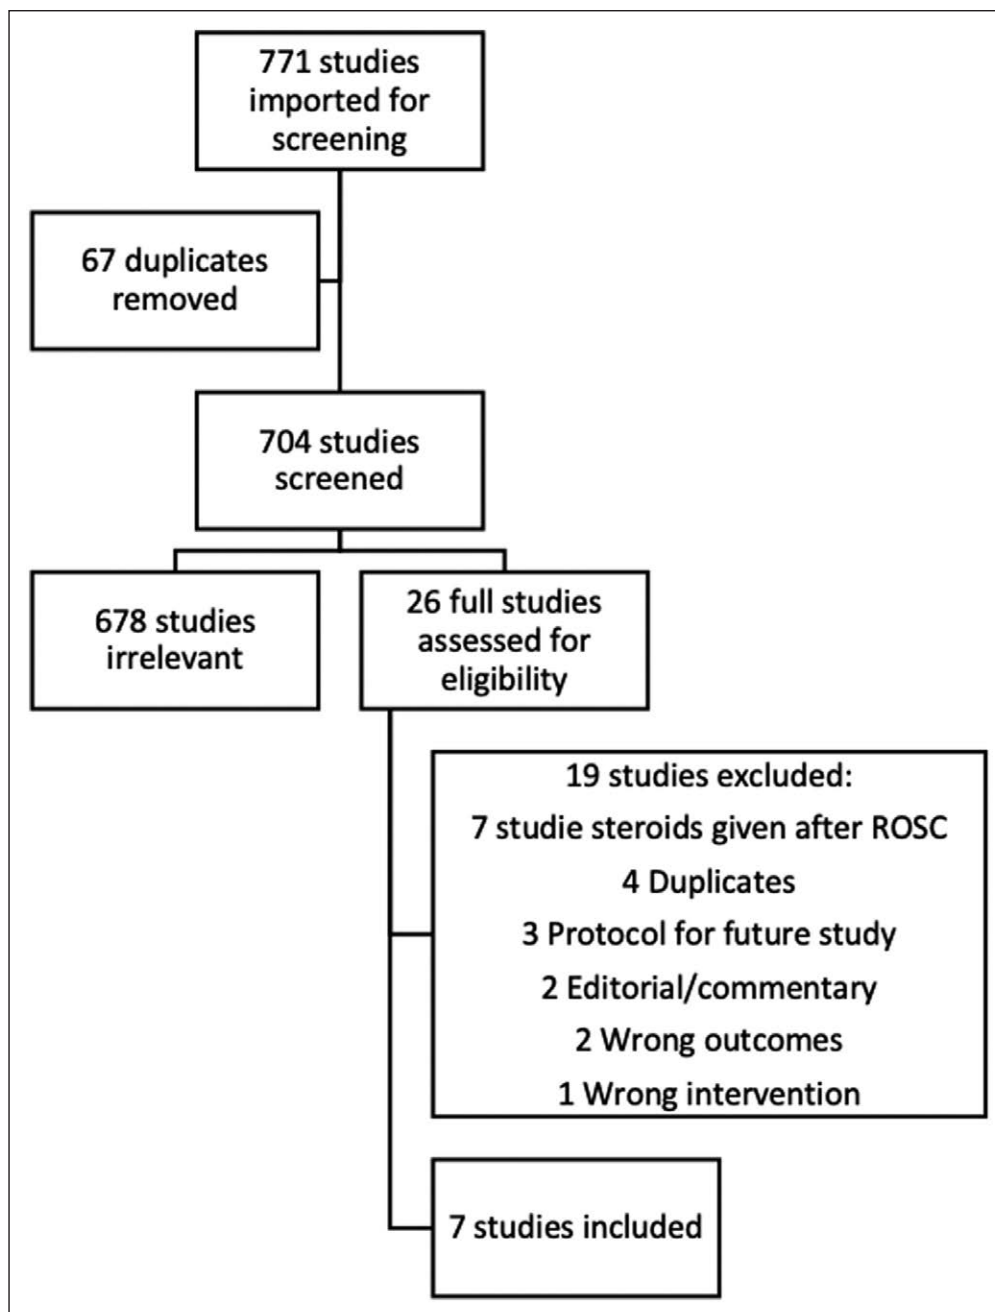 771 studies
imported for
screening
67 duplicates
removed
704 studies
screened
678 studies
irrelevant
26 full studies
assessed for
eligibility
19 studies excluded:
7 studie steroids given after ROSC
4 Duplicates
3 Protocol for future study
2 Editorial/commentary
2 Wrong outcomes
1 Wrong intervention
7 studies included